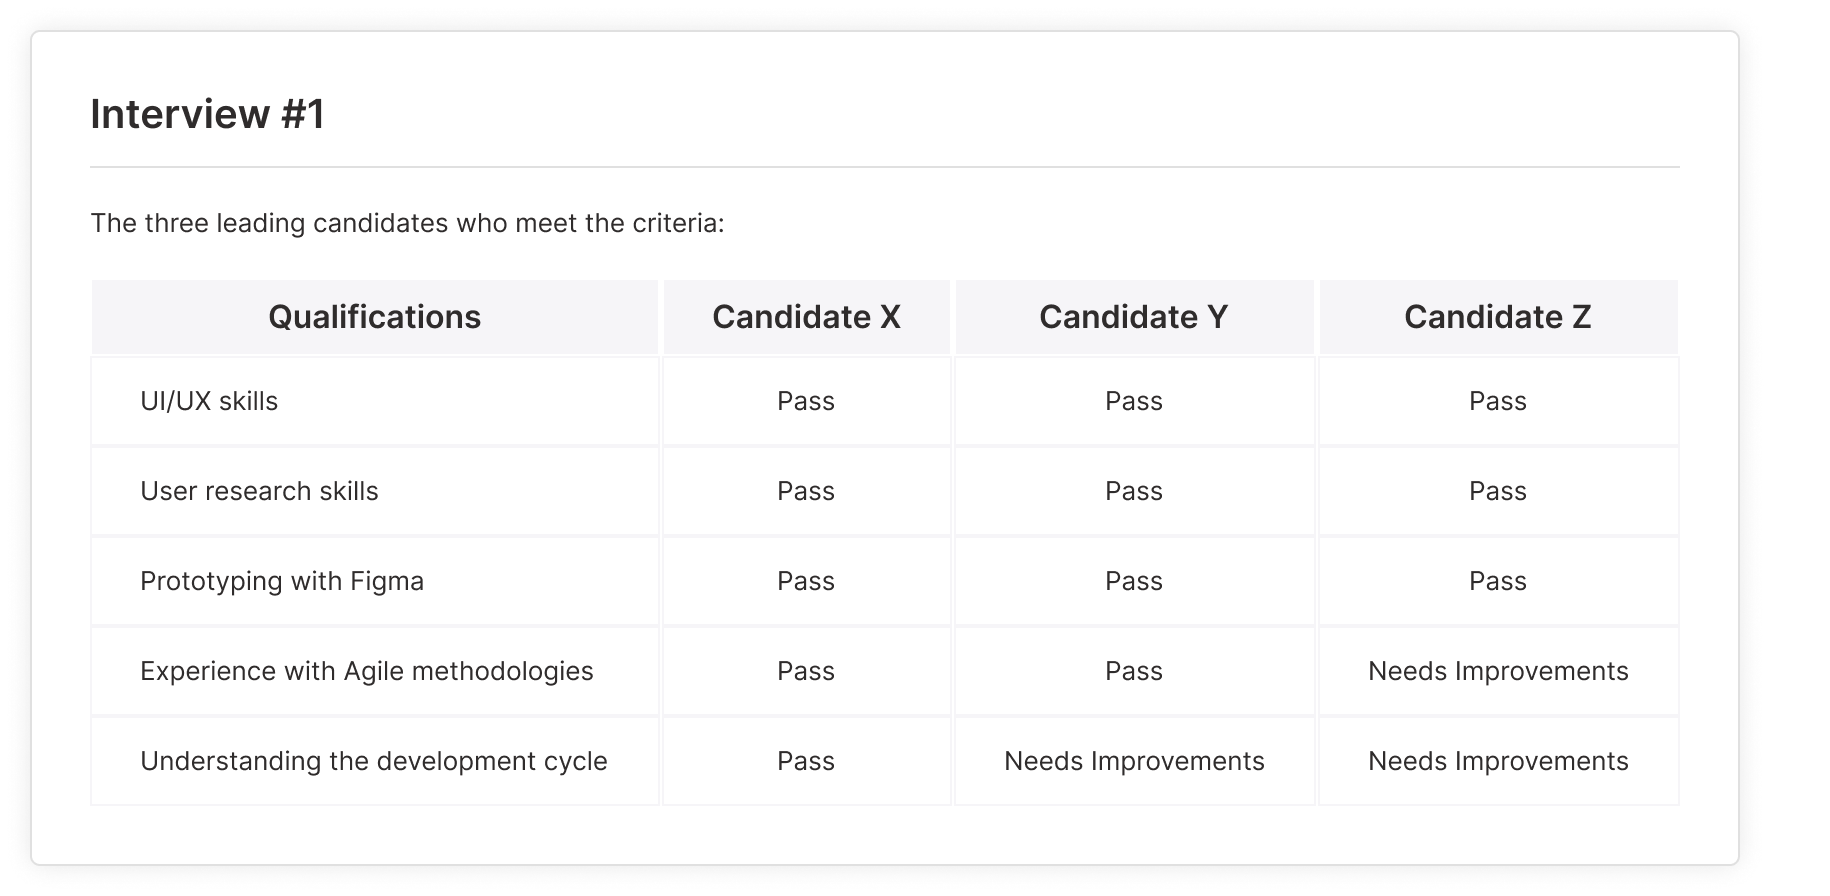 Interview #1
The three leading candidates who meet the criteria:
Qualifications Candidate X Candidate Y Candidate Z
UI/UX skills Pass Pass Pass
User research skills Pass Pass Pass
Prototyping with Figma Pass Pass Pass
Experience with Agile methodologies Pass Pass Needs Improvements
Understanding the development cycle Pass Needs Improvements Needs Improvements